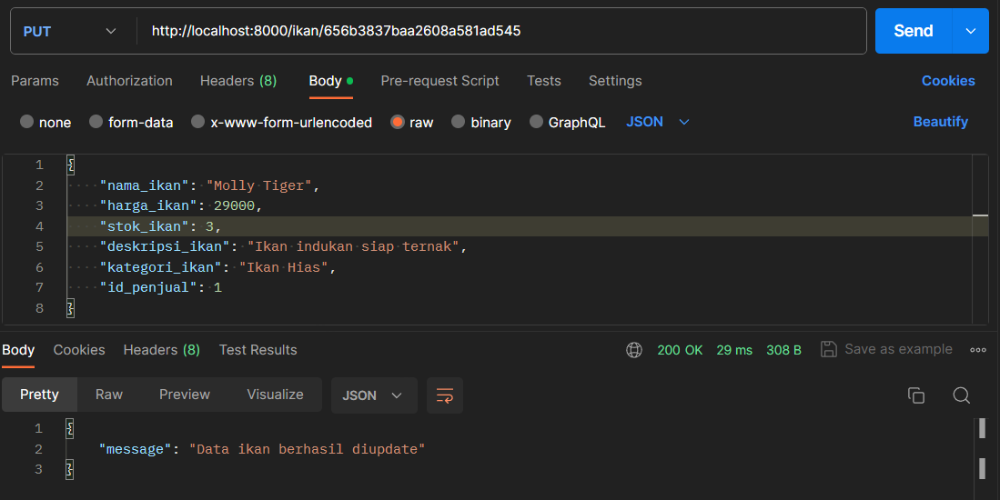 PUT http://localhost:8000/ikan/656b3837baa2608a581ad545 Send
Params Authorization Headers (8) Body Pre-request Script Tests Settings Cookies
none form-data x-www-form-urlencoded raw binary GraphQL JSON Beautify
1 {
2 "nama_ikan": "Molly Tiger",
3 "harga_ikan": 29000,
4 "stok_ikan": 3,
5 "deskripsi_ikan": "Ikan indukan siap ternak",
6 "kategori_ikan": "Ikan Hias",
7 "id_penjual": 1
8 }
Body Cookies Headers (8) Test Results 200 OK 29 ms 308 B Save as example
Pretty Raw Preview Visualize JSON
1 {
2 "message": "Data ikan berhasil diupdate"
3 }